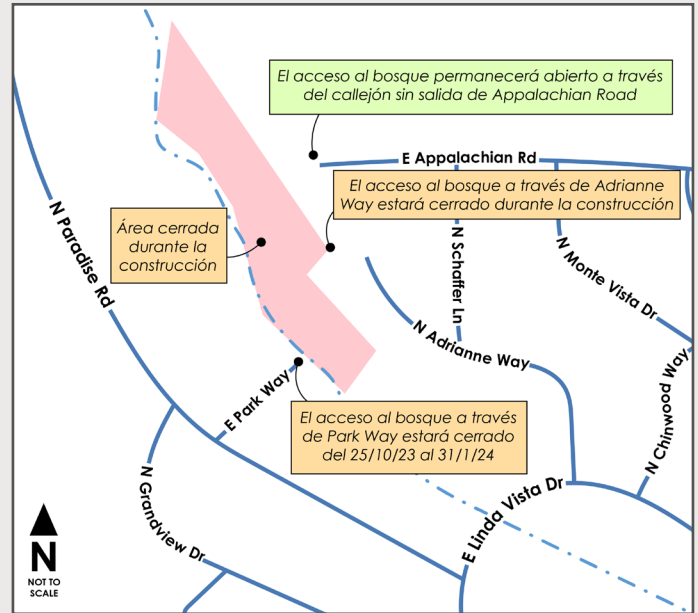 El acceso al bosque permanecerá abierto a través
del callejón sin salida de Appalachian Road
E Appalachian Rd
El acceso al bosque a través de Adrianne
Way estará cerrado durante la construcción
Área cerrada
durante la
construcción
N Paradise Rd
N Schaffer Ln
N Monte Vista Dr
N Adrianne Way
N Chinwood Way
E Park Way
El acceso al bosque a través
de Park Way estará cerrado
del 25/10/23 al 31/1/24
N Grandview Dr
E Linda Vista Dr
N
NOT TO
SCALE